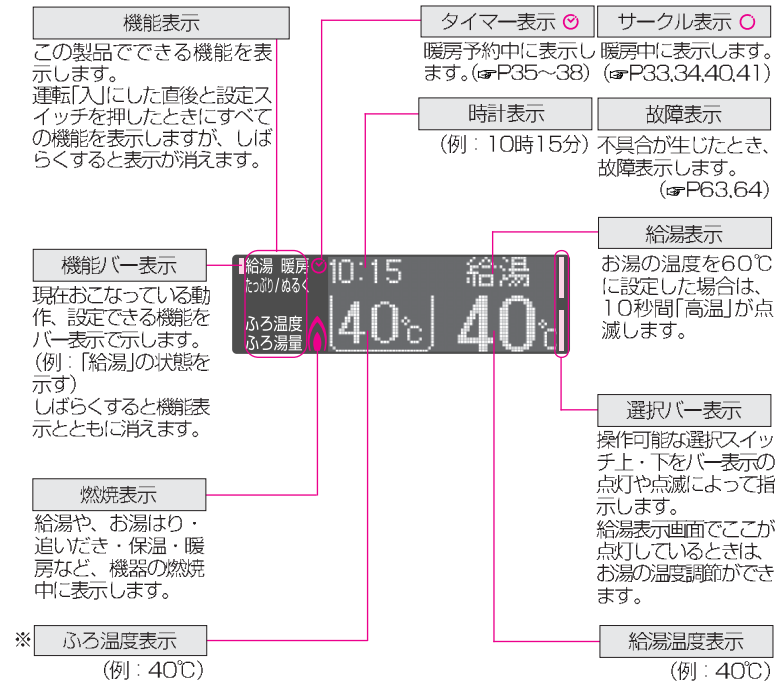 機能表示
この製品でできる機能を表
示します。
運転「入」にした直後と設定ス
イッチを押したときにすべて
の機能を表示しますが、しば
らくすると表示が消えます。
タイマー表示
暖房予約中に表示し
ます。(☞P35〜38)
サークル表示 ○
暖房中に表示します。
(☞P33,34,40,41)
時計表示
(例：10時15分)
故障表示
不具合が生じたとき、
故障表示します。
(☞P63,64)
機能バー表示
現在おこなっている動
作、設定できる機能を
バー表示で示します。
(例：「給湯」の状態を
示す)
しばらくすると機能表
示とともに消えます。
給湯 暖房
たっぷり/ぬるく
ふろ温度
ふろ湯量
10:15
給湯
40℃
40℃
給湯表示
お湯の温度を60℃
に設定した場合は、
10秒間「高温」が点
滅します。
選択バー表示
操作可能な選択スイッ
チ上・下をバー表示の
点灯や点滅によって指
示します。
給湯表示画面でここが
点灯しているときは、
お湯の温度調節ができ
ます。
燃焼表示
給湯や、お湯はり・
追いだき・保温・暖
房など、機器の燃焼
中に表示します。
※ ふろ温度表示
(例：40℃)
給湯温度表示
(例：40℃)